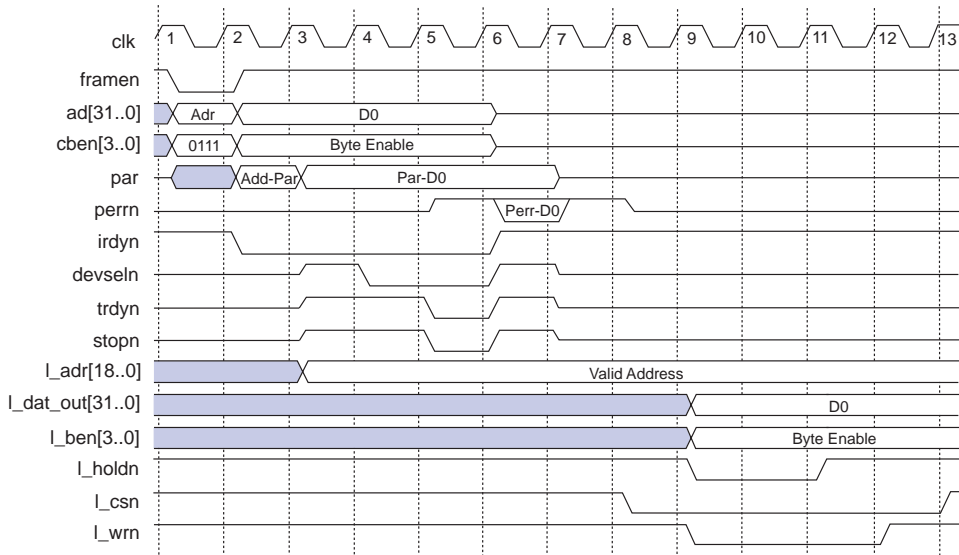 clk 1 2 3 4 5 6 7 8 9 10 11 12 13
framen
ad[31..0] Adr D0
cben[3..0] 0111 Byte Enable
par Add-Par Par-D0
perrn Perr-D0
irdyn
devseln
trdyn
stopn
l_adr[18..0] Valid Address
l_dat_out[31..0] D0
l_ben[3..0] Byte Enable
l_holdn
l_csn
l_wrn